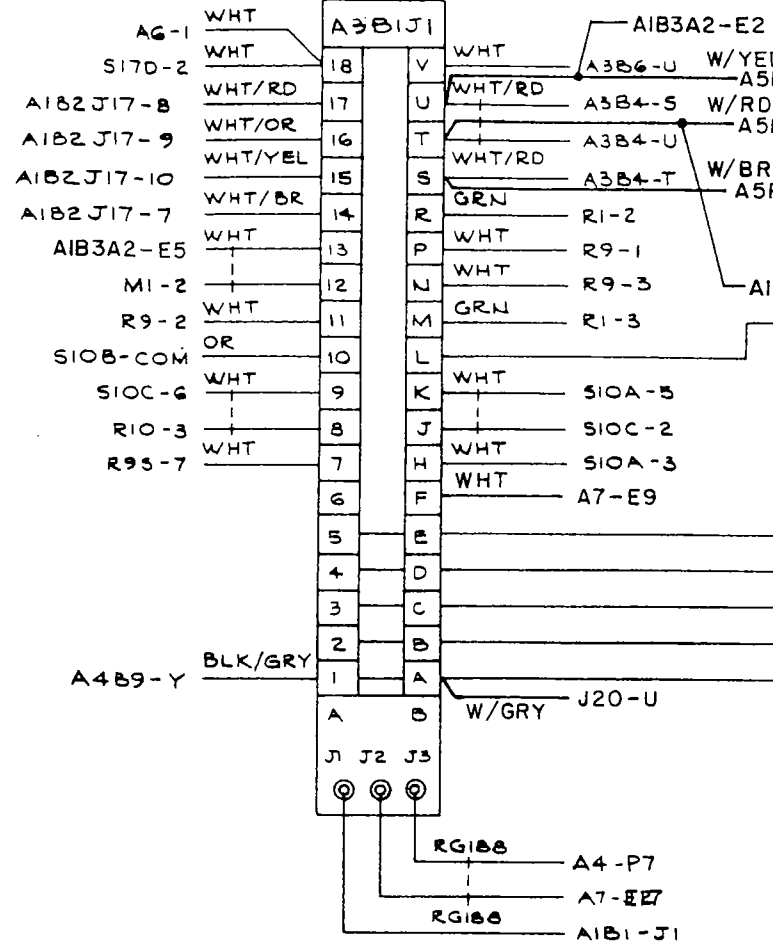 A3B1J1
A1B3A2-E2
A6-1 WHT
S17D-2 WHT 18 V WHT A3B6-U W/YEL
A5
A1B2J17-8 WHT/RD 17 U WHT/RD A3B4-S W/RD
A5
A1B2J17-9 WHT/OR 16 T A3B4-U
A1B2J17-10 WHT/YEL 15 S WHT/RD A3B4-T W/BR
A5
A1B2J17-7 WHT/BR 14 R GRN R1-2
A1B3A2-E5 WHT 13 P WHT R9-1
M1-2 12 N WHT R9-3
A1
R9-2 WHT 11 M GRN R1-3
S10B-COM OR 10 L
S10C-6 WHT 9 K WHT S10A-5
R10-3 8 J S10C-2
R9S-7 WHT 7 H WHT S10A-3
6 F WHT A7-E9
5 E
4 D
3 C
2 B
A4B9-Y BLK/GRY 1 A
W/GRY J20-U
A B
J1 J2 J3
RG188 A4-P7
RG188 A1B1-J1